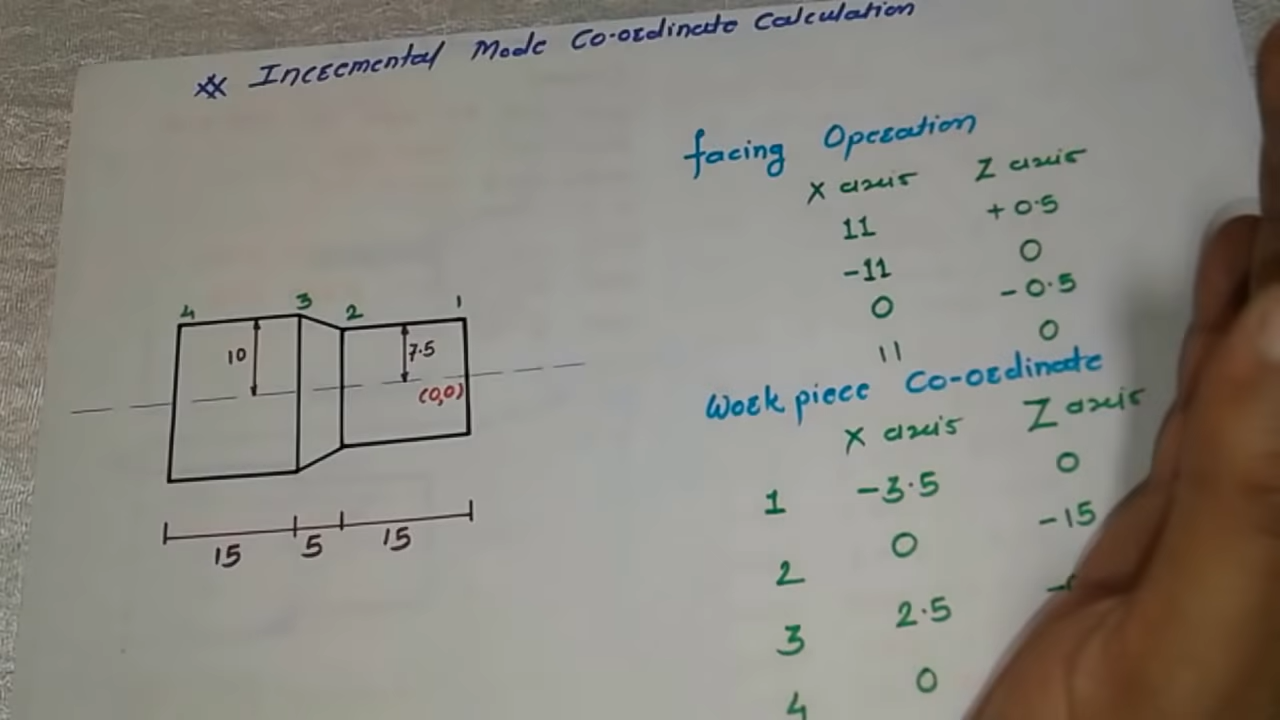 ** Incremental Mode Co-ordinate Calculation
facing Operation
X axis Z axis
11 +0.5
-11 0
0 -0.5
11 0
Work piece Co-ordinate
X axis Z axis
1 -3.5 0
2 0 -15
3 2.5
4 0
4 3 2 1
10 7.5
(0,0)
15 5 15